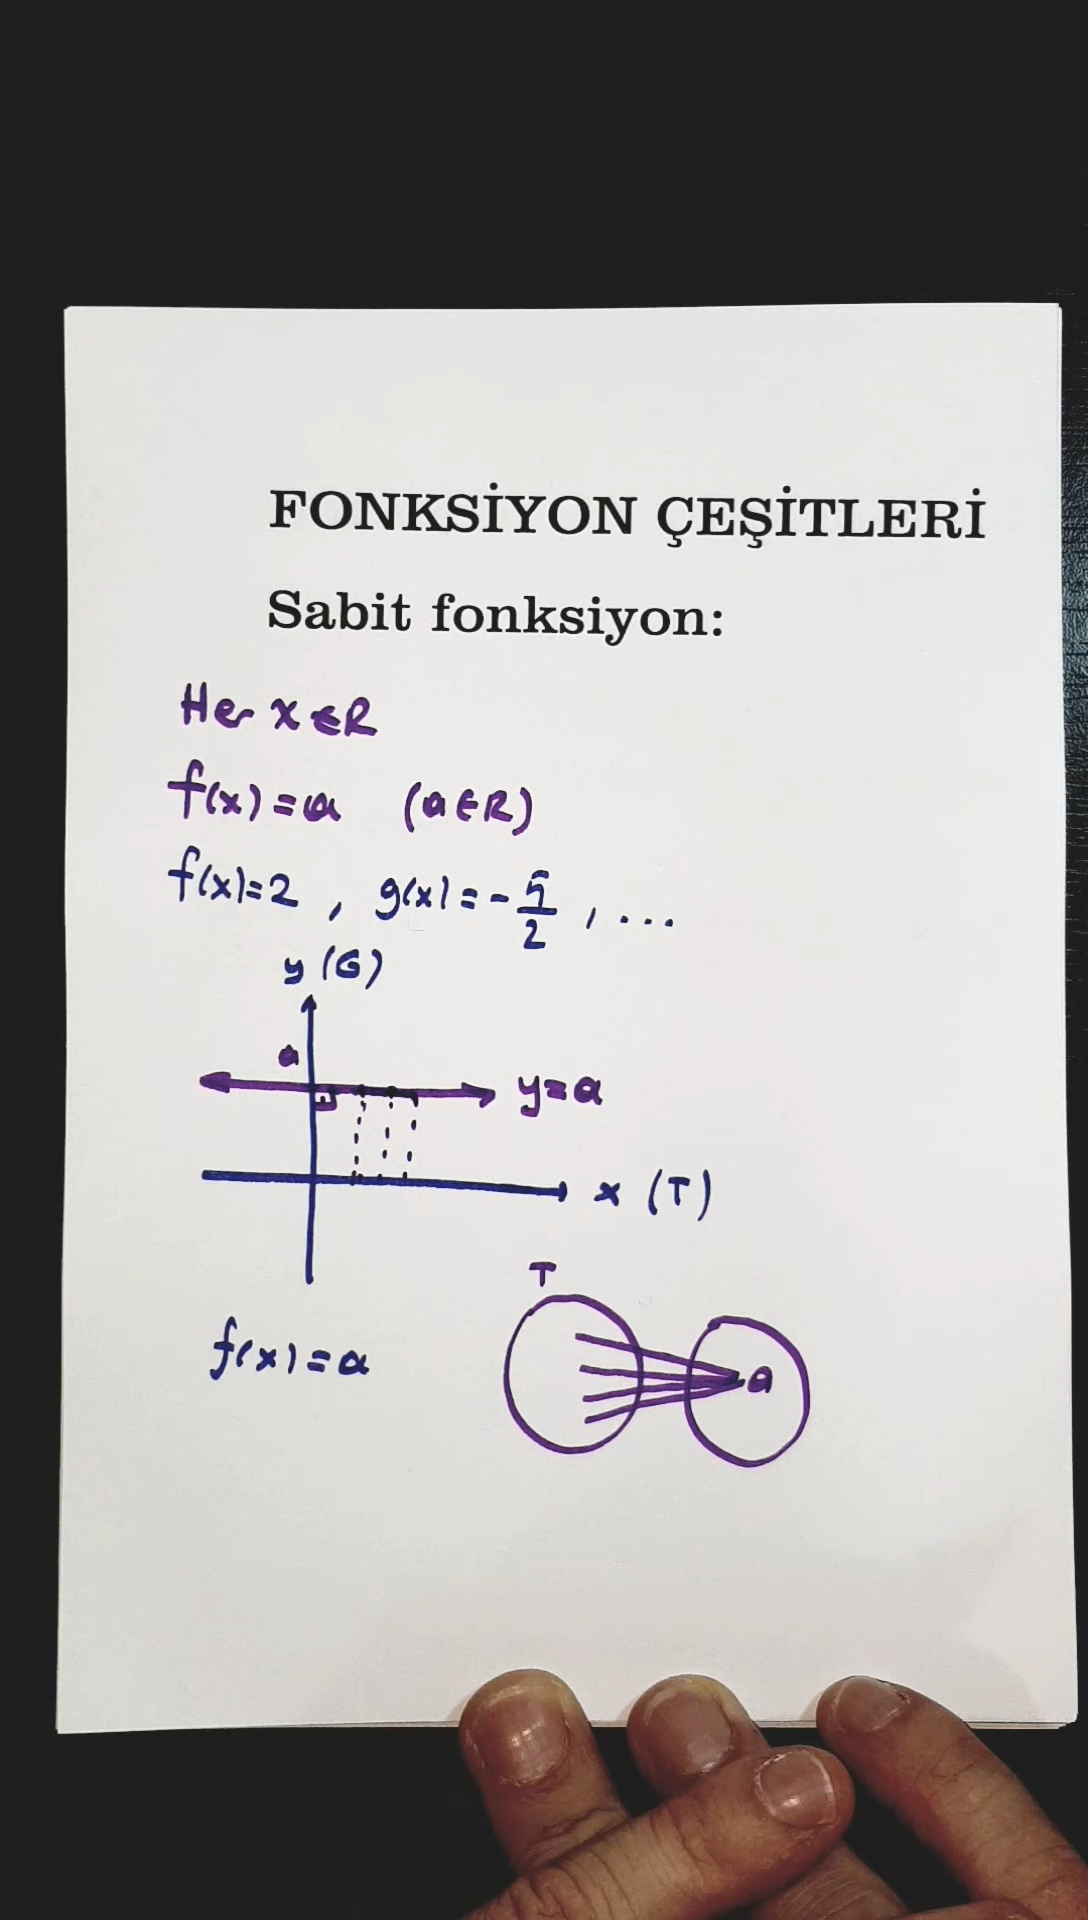 FONKSİYON ÇEŞİTLERİ
Sabit fonksiyon:
Her x∈R
f(x)=a (a∈R)
f(x)=2 , g(x)=-5/2 , ...
y (G)
a
y=a
x (T)
T
f(x)=a
a